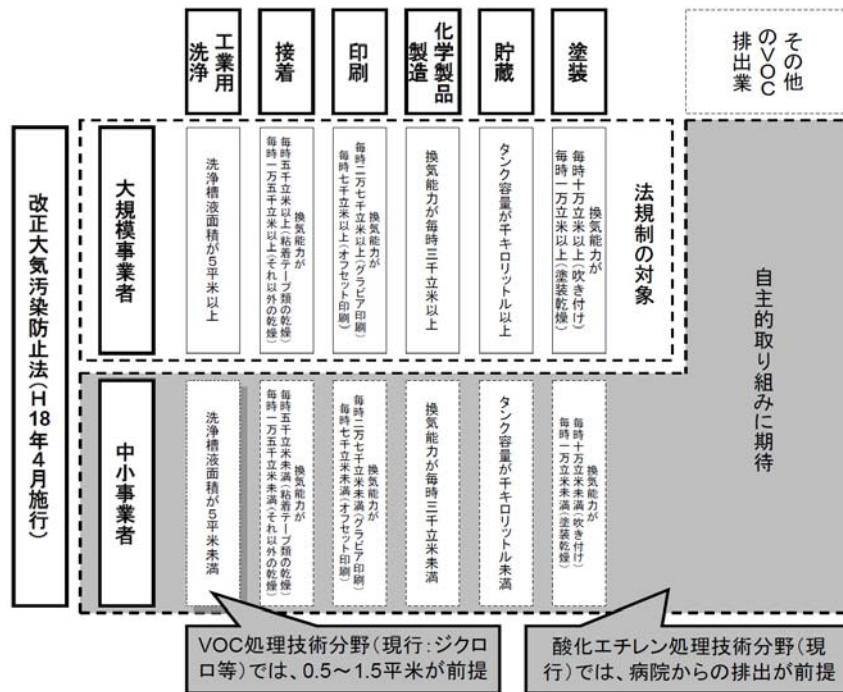 工業用
洗浄
接着
印刷
化学製品
製造
貯蔵
塗装
その他
のVOC
排出業
改正大気汚染防止法(H18年4月施行)
大規模事業者
洗浄槽液面積が5平米以上
換気能力が
毎時五千立米以上(粘着テープ類の乾燥)
毎時一万五千立米以上(それ以外の乾燥)
換気能力が
毎時二万七千立米以上(グラビア印刷)
毎時七千立米以上(オフセット印刷)
換気能力が毎時三千立米以上
タンク容量が千キロリットル以上
換気能力が
毎時十万立米以上(吹き付け)
毎時一万立米以上(塗装乾燥)
法規制の対象
自主的取り組みに期待
中小事業者
洗浄槽液面積が5平米未満
換気能力が
毎時五千立米未満(粘着テープ類の乾燥)
毎時一万五千立米未満(それ以外の乾燥)
換気能力が
毎時二万七千立米未満(グラビア印刷)
毎時七千立米未満(オフセット印刷)
換気能力が毎時三千立米未満
タンク容量が千キロリットル未満
換気能力が
毎時十万立米未満(吹き付け)
毎時一万立米未満(塗装乾燥)
VOC処理技術分野(現行:ジクロ
ロ等)では、0.5~1.5平米が前提
酸化エチレン処理技術分野(現
行)では、病院からの排出が前提